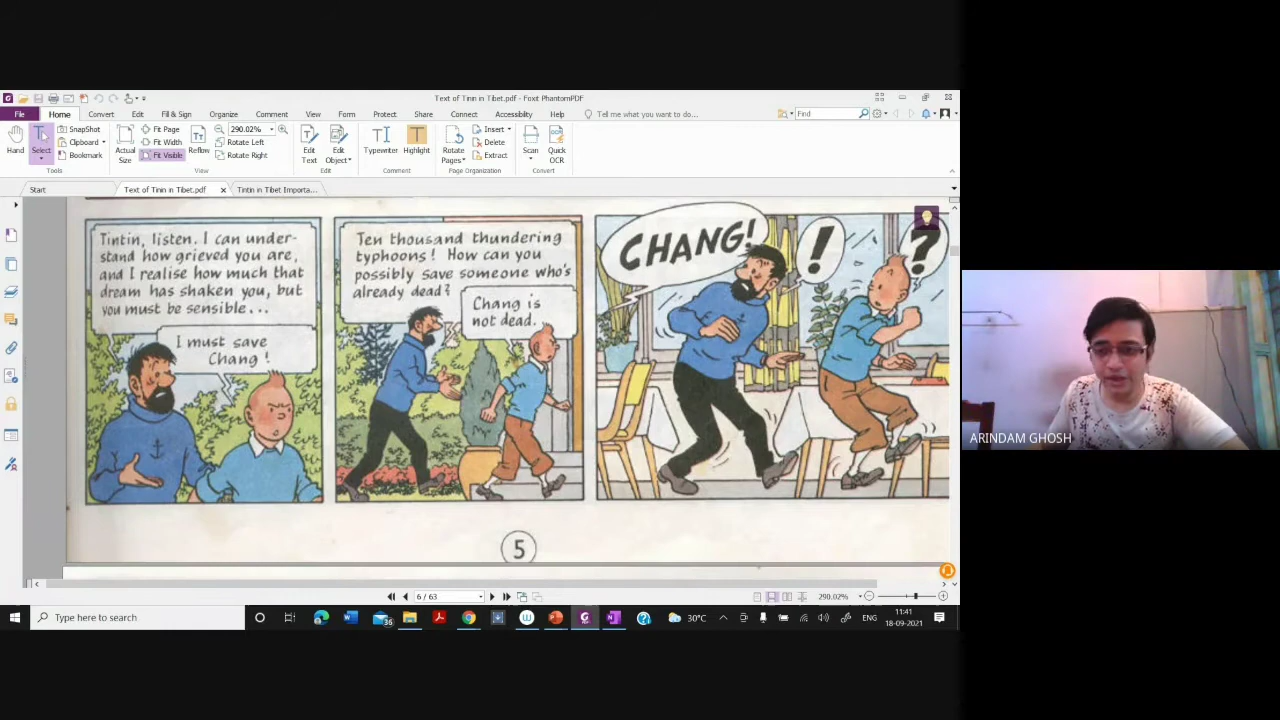 Text of Tinin in Tibet.pdf - Foxit PhantomPDF
File Home Convert Edit Fill & Sign Organize Comment View Form Protect Share Connect Accessibility Help Tell me what you want to do... Find
Hand
Select
SnapShot
Clipboard
Bookmark
Tools
Actual
Size
Fit Page
Fit Width
Fit Visible
Reflow
290.02%
Rotate Left
Rotate Right
View
Edit
Text
Edit
Object
Edit
Typewriter
Highlight
Comment
Rotate
Pages
Insert
Delete
Extract
Page Organization
Scan
Quick
OCR
Convert
Start
Text of Tinin in Tibet.pdf
Tintin in Tibet Importa...
Tintin, listen. I can under-
stand how grieved you are,
and I realise how much that
dream has shaken you, but
you must be sensible...
I must save
Chang!
Ten thousand thundering
typhoons! How can you
possibly save someone who's
already dead?
Chang is
not dead.
CHANG!
!
?
5
6 / 63
290.02%
ARINDAM GHOSH
Type here to search
36
30°C
ENG
11:41
18-09-2021